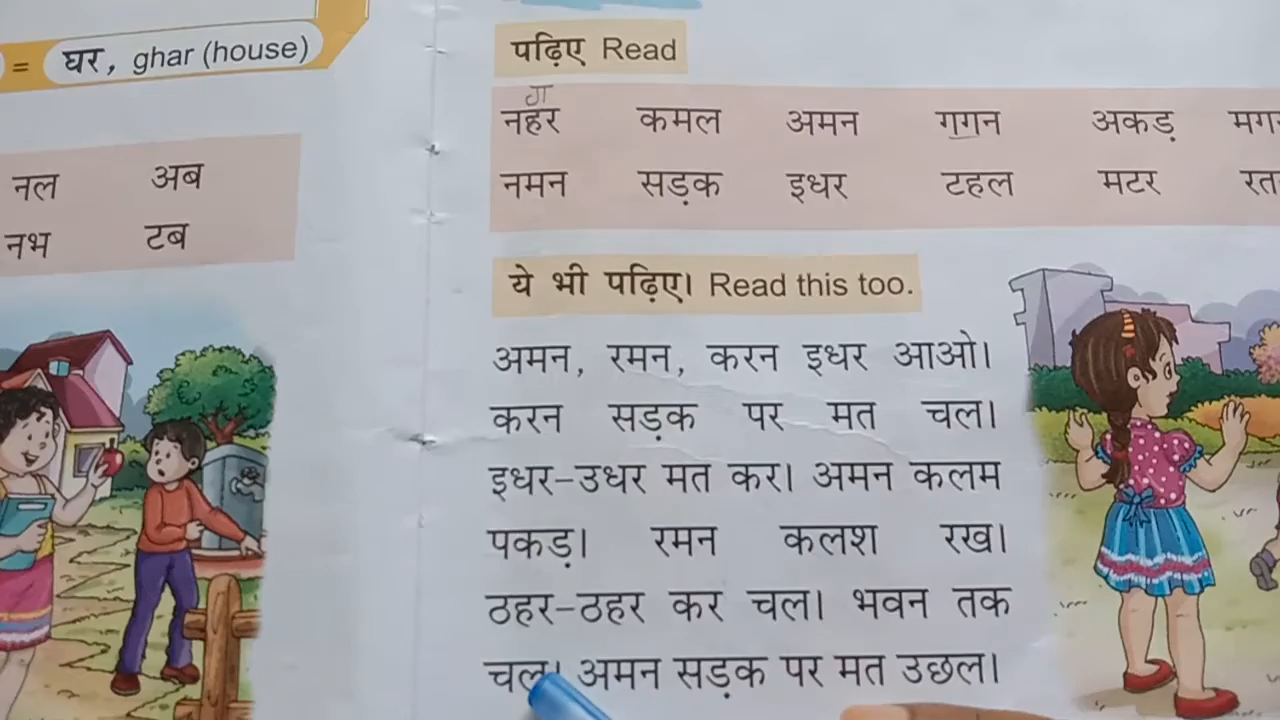 = घर, ghar (house)
नल अब
नभ टब
पढ़िए Read
ग
नहर कमल अमन गगन अकड़
नमन सड़क इधर टहल मटर
ये भी पढ़िए। Read this too.
अमन, रमन, करन इधर आओ।
करन सड़क पर मत चल।
इधर-उधर मत कर। अमन कलम
पकड़। रमन कलश रख।
ठहर-ठहर कर चल। भवन तक
चल। अमन सड़क पर मत उछल।